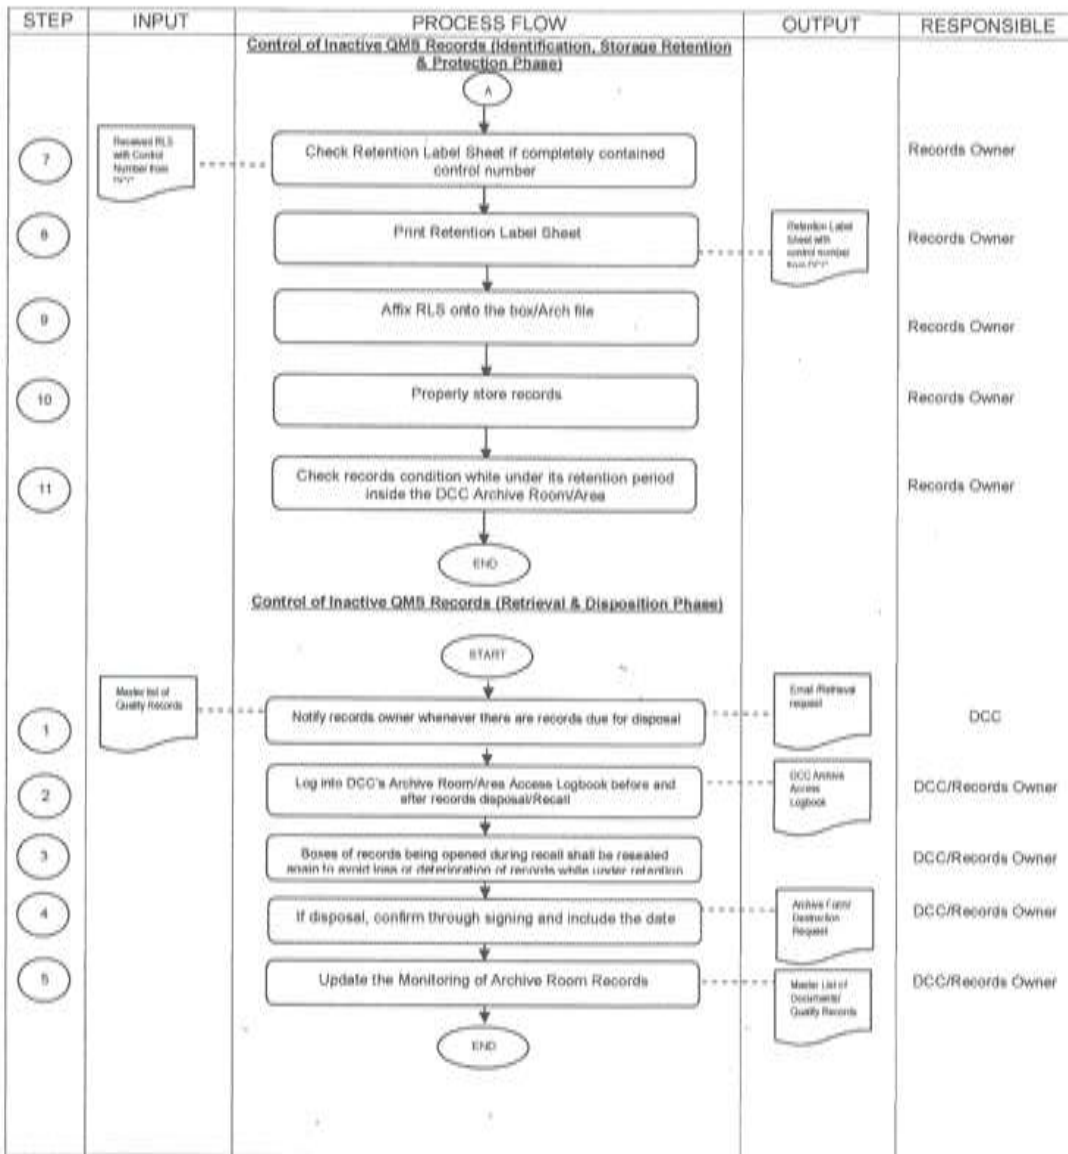 STEP INPUT PROCESS FLOW OUTPUT RESPONSIBLE
Control of Inactive QMS Records (Identification, Storage Retention
& Protection Phase)
A
7
Received RLS
with Control
Number from
Check Retention Label Sheet if completely contained
control number
Records Owner
8
Print Retention Label Sheet
Retention Label
Sheet with
control number
Records Owner
9
Affix RLS onto the box/Arch file
Records Owner
10
Properly store records
Records Owner
11
Check records condition while under its retention period
inside the DCC Archive Room/Area
Records Owner
END
Control of Inactive QMS Records (Retrieval & Disposition Phase)
START
1
Master list of
Quality Records
Notify records owner whenever there are records due for disposal
Email /Retrieval
request
DCC
2
Log into DCC's Archive Room/Area Access Logbook before and
after records disposal/Recall
DCC Archive
Access
Logbook
DCC/Records Owner
3
Boxes of records being opened during recall shall be resealed
again to avoid loss or deterioration of records while under retention
DCC/Records Owner
4
If disposal, confirm through signing and include the date
Archive Form/
Destruction
Request
DCC/Records Owner
5
Update the Monitoring of Archive Room Records
Master List of
Documents/
Quality Records
DCC/Records Owner
END